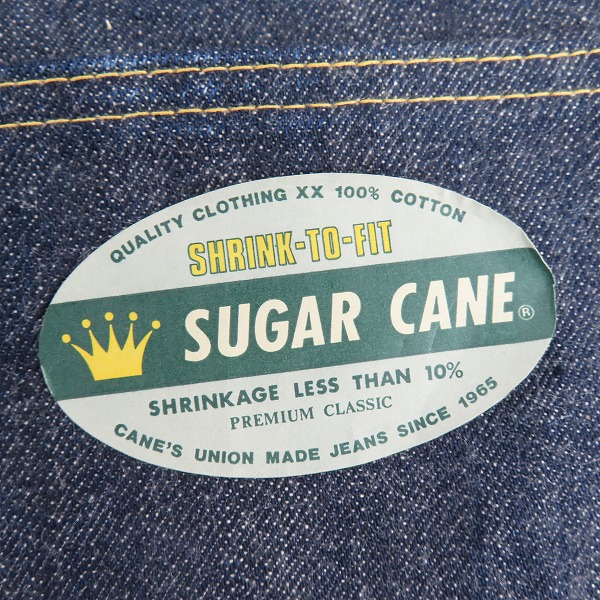 QUALITY CLOTHING XX 100% COTTON
SHRINK-TO-FIT
SUGAR CANE®
SHRINKAGE LESS THAN 10%
PREMIUM CLASSIC
CANE'S UNION MADE JEANS SINCE 1965